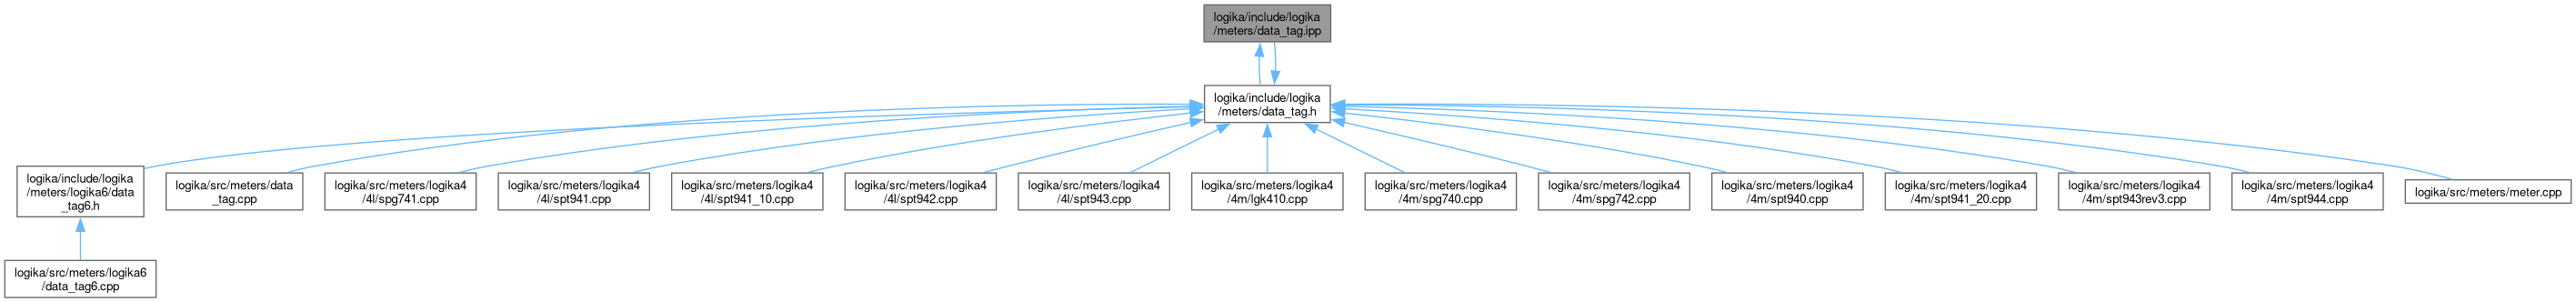 logika/include/logika
/meters/data_tag.ipp
logika/include/logika
/meters/data_tag.h
logika/include/logika
/meters/logika6/data
_tag6.h
logika/src/meters/data
_tag.cpp
logika/src/meters/logika4
/4l/spg741.cpp
logika/src/meters/logika4
/4l/spt941.cpp
logika/src/meters/logika4
/4l/spt941_10.cpp
logika/src/meters/logika4
/4l/spt942.cpp
logika/src/meters/logika4
/4l/spt943.cpp
logika/src/meters/logika4
/4m/lgk410.cpp
logika/src/meters/logika4
/4m/spg740.cpp
logika/src/meters/logika4
/4m/spg742.cpp
logika/src/meters/logika4
/4m/spt940.cpp
logika/src/meters/logika4
/4m/spt941_20.cpp
logika/src/meters/logika4
/4m/spt943rev3.cpp
logika/src/meters/logika4
/4m/spt944.cpp
logika/src/meters/meter.cpp
logika/src/meters/logika6
/data_tag6.cpp